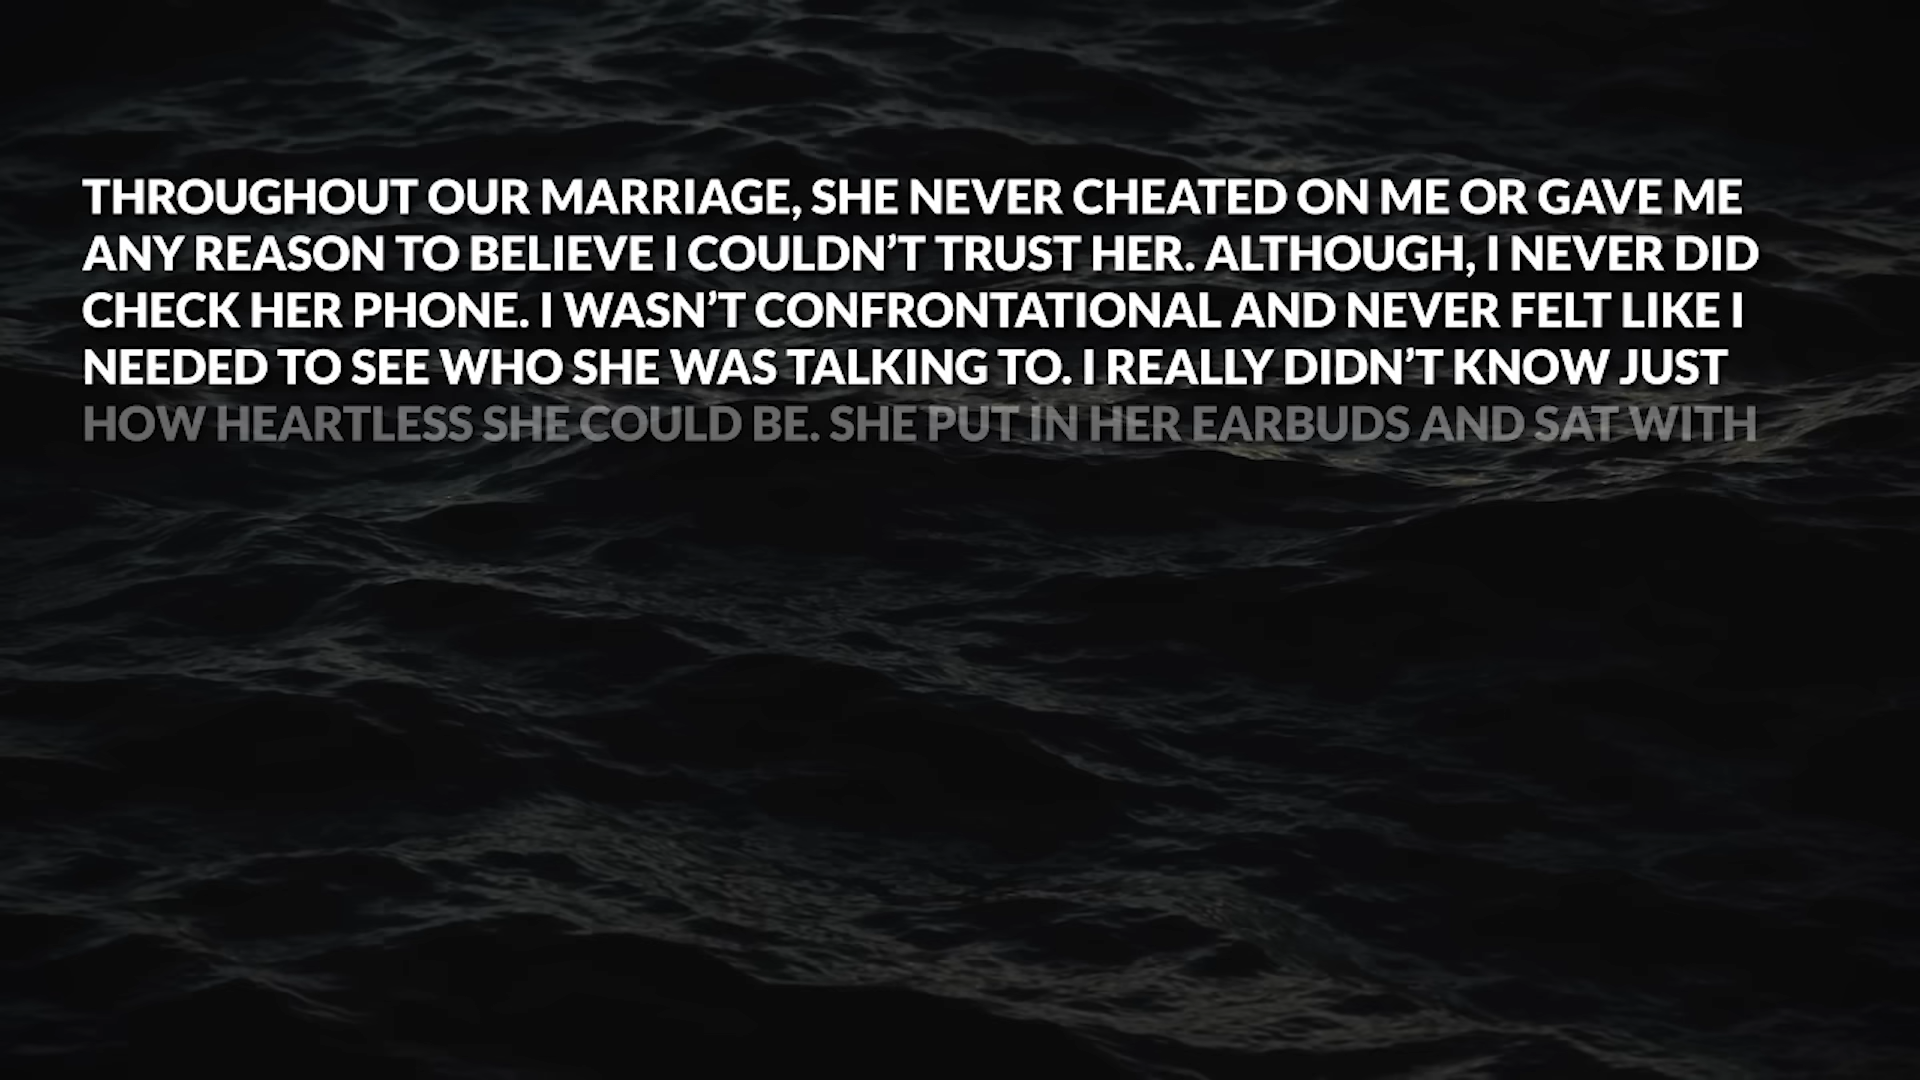 THROUGHOUT OUR MARRIAGE, SHE NEVER CHEATED ON ME OR GAVE ME
ANY REASON TO BELIEVE I COULDN’T TRUST HER. ALTHOUGH, I NEVER DID
CHECK HER PHONE. I WASN’T CONFRONTATIONAL AND NEVER FELT LIKE I
NEEDED TO SEE WHO SHE WAS TALKING TO. I REALLY DIDN’T KNOW JUST
HOW HEARTLESS SHE COULD BE. SHE PUT IN HER EARBUDS AND SAT WITH